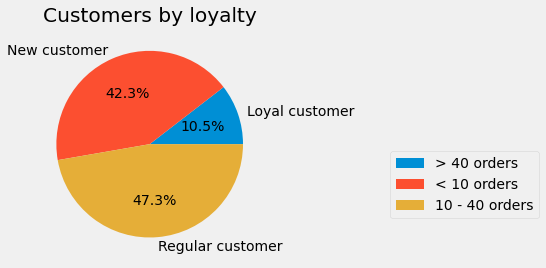 Customers by loyalty
New customer
42.3%
Loyal customer
10.5%
47.3%
Regular customer
> 40 orders
< 10 orders
10 - 40 orders